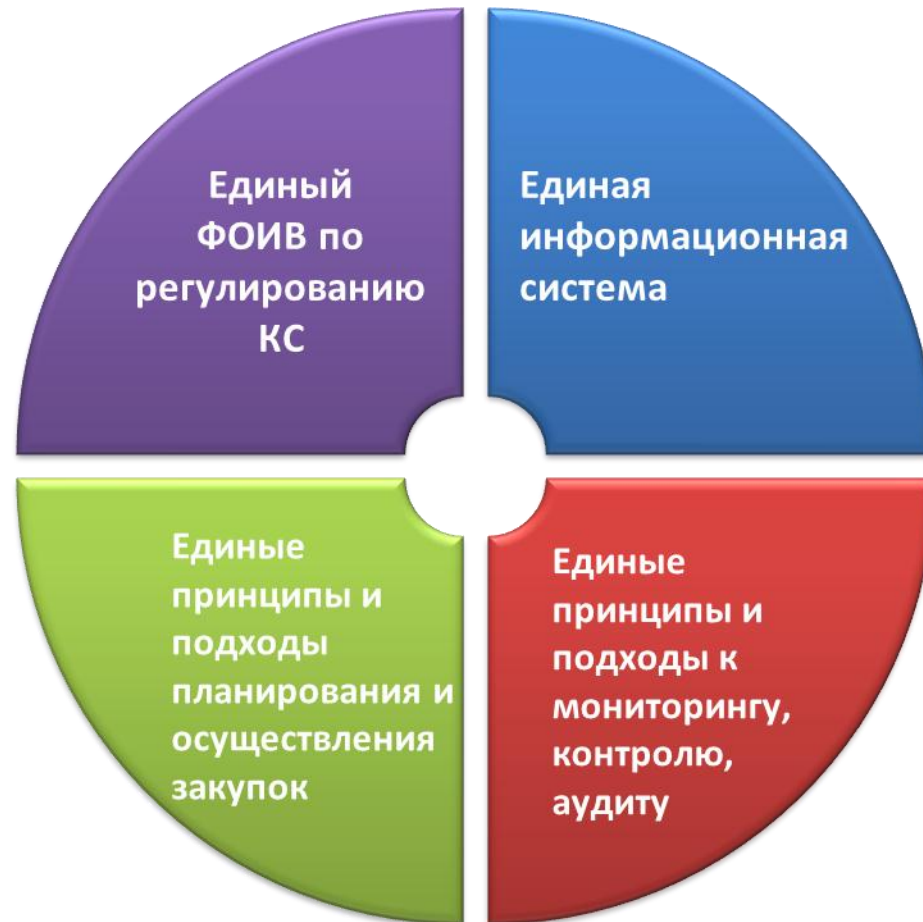 Единый
ФОИВ по
регулированию
КС
Единая
информационная
система
Единые
принципы и
подходы
планирования и
осуществления
закупок
Единые
принципы и
подходы к
мониторингу,
контролю,
аудиту